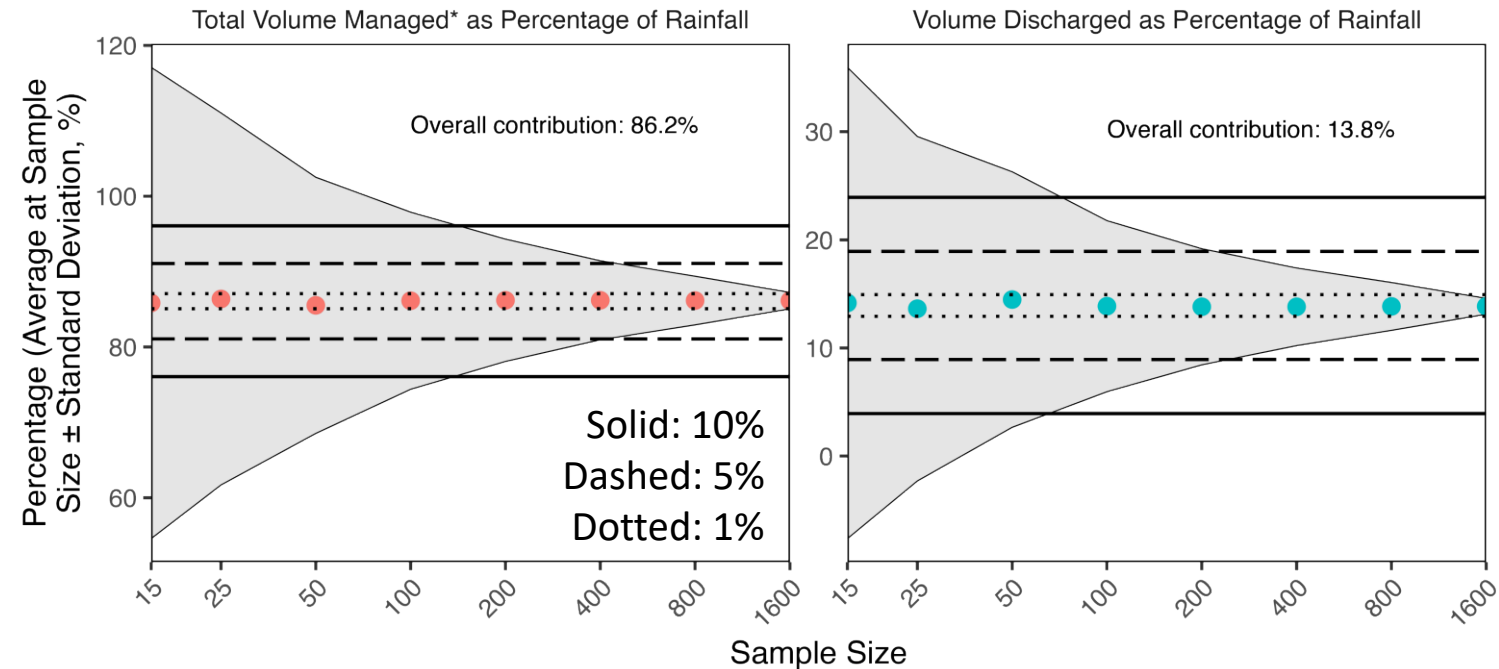 Total Volume Managed* as Percentage of Rainfall
Volume Discharged as Percentage of Rainfall
Percentage (Average at Sample
Size ± Standard Deviation, %)
120
100
80
60
Overall contribution: 86.2%
Solid: 10%
Dashed: 5%
Dotted: 1%
15
25
50
100
200
400
800
1600
30
20
10
0
Overall contribution: 13.8%
15
25
50
100
200
400
800
1600
Sample Size